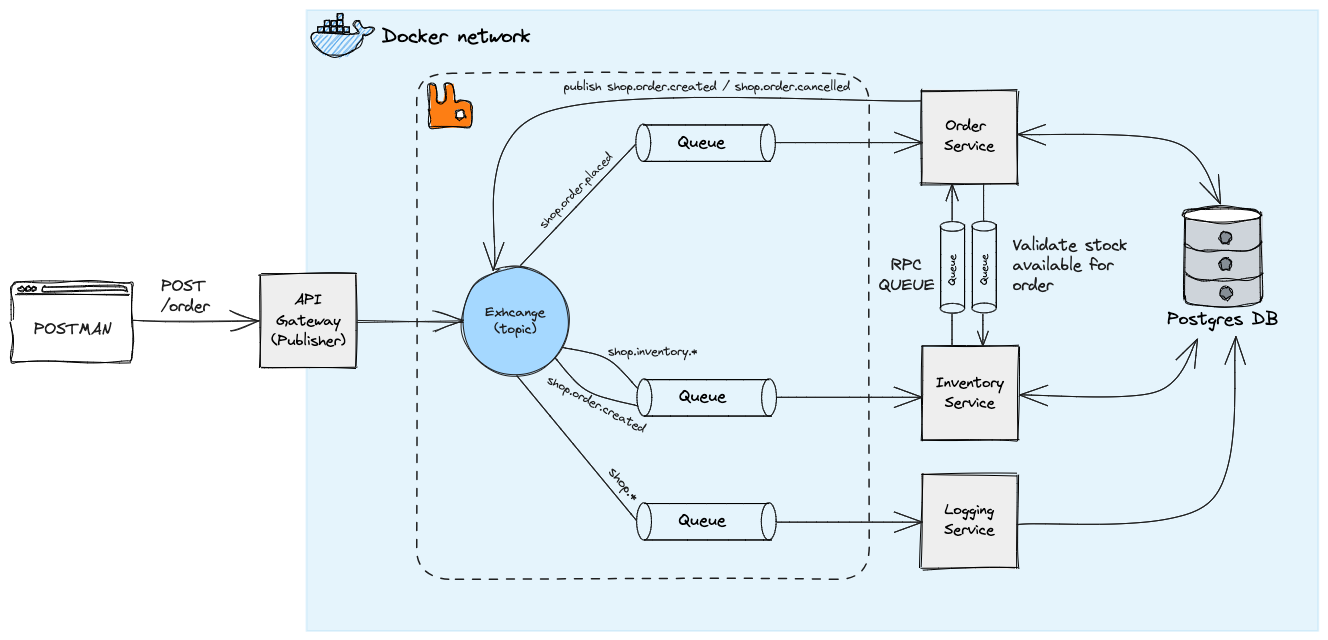 Docker network
publish shop.order.created / shop.order.cancelled
Queue
Order
Service
shop.order.placed
POST
/order
POSTMAN
API
Gateway
(Publisher)
Exhcange
(topic)
RPC
QUEUE
Queue
Queue
Validate stock
available for
order
Postgres DB
shop.inventory.*
shop.order.created
Queue
Inventory
Service
shop.*
Queue
Logging
Service